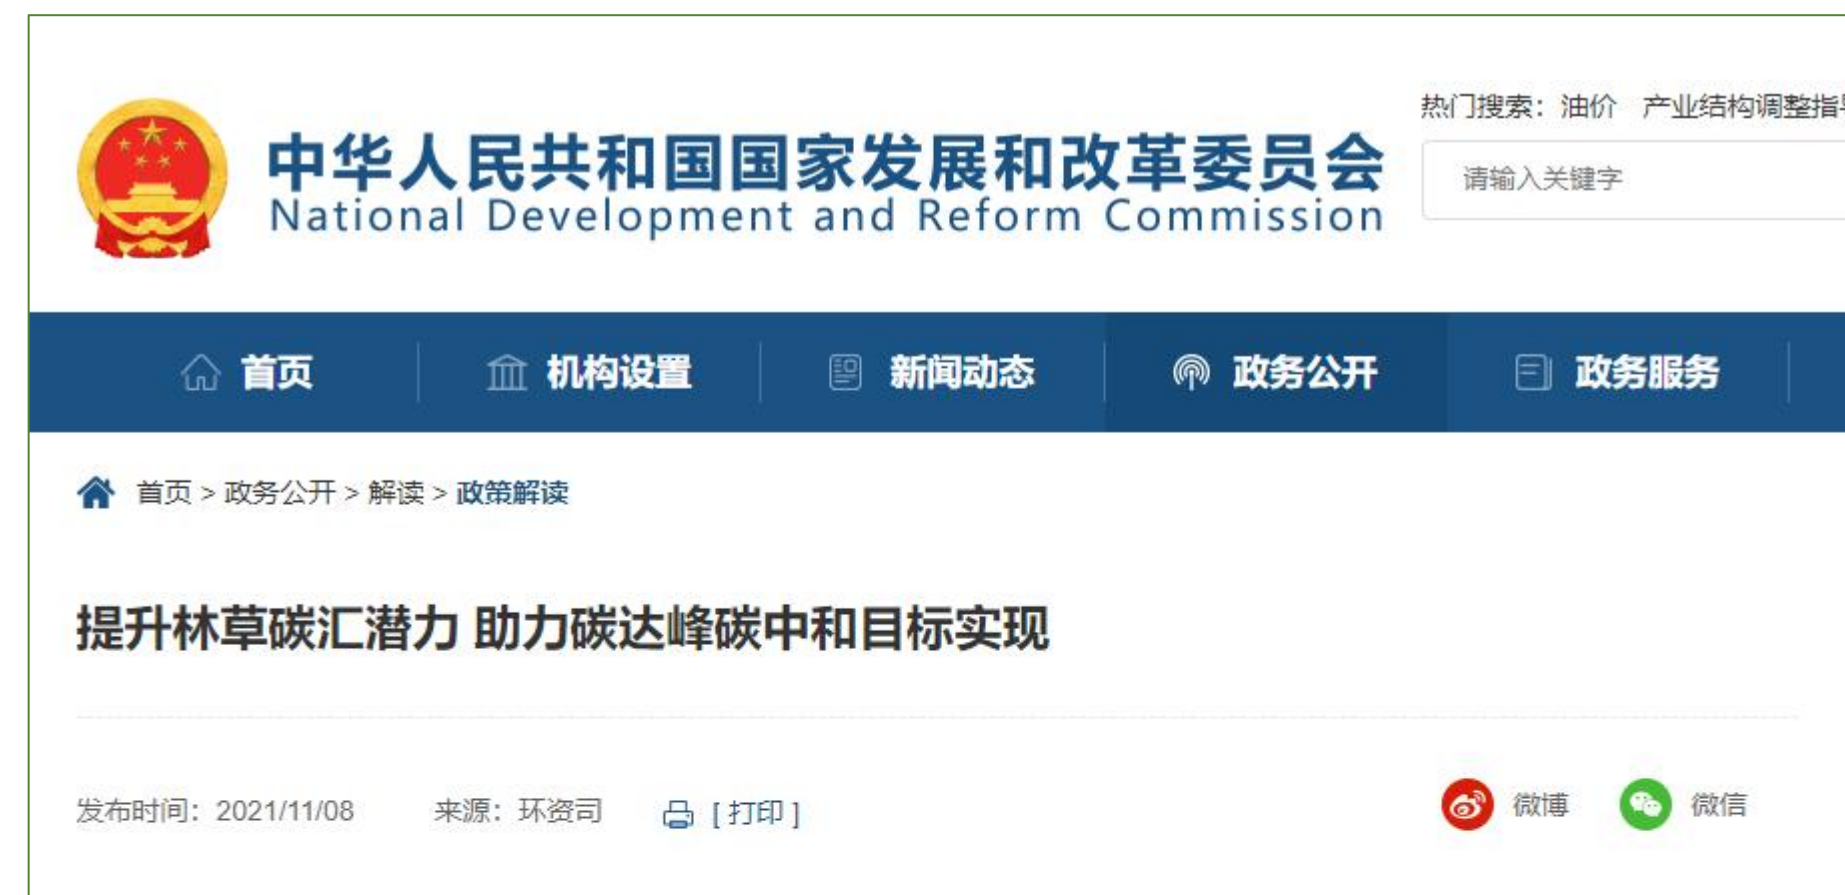 热门搜索：油价 产业结构调整指
中华人民共和国国家发展和改革委员会
National Development and Reform Commission
请输入关键字
首页 机构设置 新闻动态 政务公开 政务服务
首页 > 政务公开 > 解读 > 政策解读
提升林草碳汇潜力 助力碳达峰碳中和目标实现
发布时间：2021/11/08 来源：环资司 [ 打印 ] 微博 微信